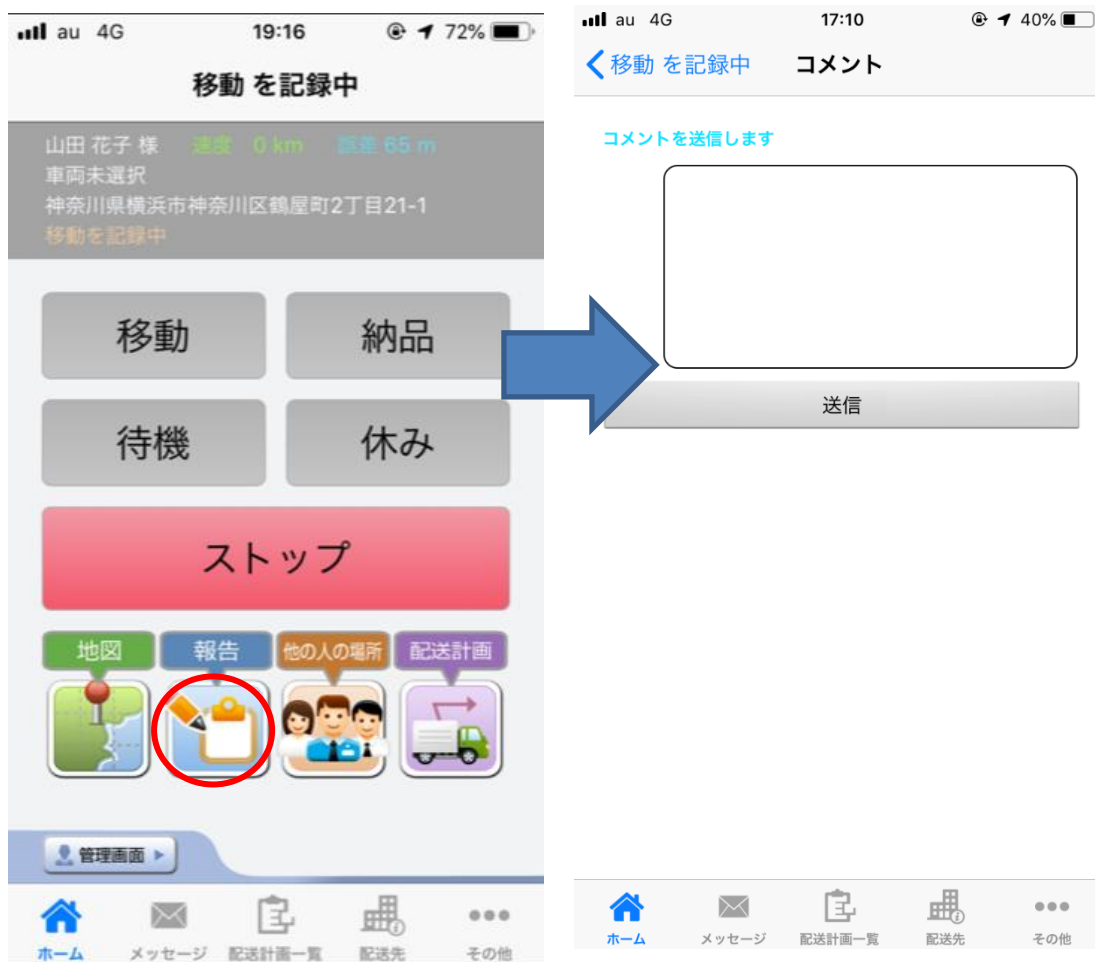 au 4G 19:16 72%
移動 を記録中
山田 花子 様 速度 0 km 誤差 65 m
車両未選択
神奈川県横浜市神奈川区鶴屋町2丁目21-1
移動を記録中
移動 納品
待機 休み
ストップ
地図 報告 他の人の場所 配送計画
管理画面
ホーム メッセージ 配送計画一覧 配送先 その他
au 4G 17:10 40%
移動 を記録中 コメント
コメントを送信します
送信
ホーム メッセージ 配送計画一覧 配送先 その他